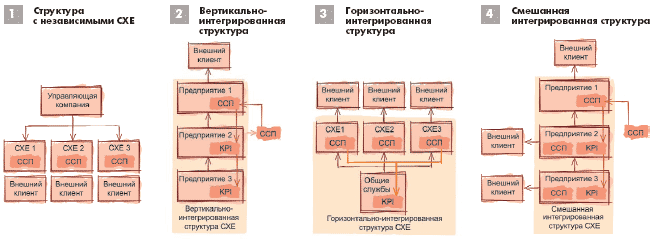 1 Структура
с независимыми СХЕ
Управляющая
компания
СХЕ 1
ССП
СХЕ 2
ССП
СХЕ 3
ССП
Внешний
клиент
Внешний
клиент
Внешний
клиент
2 Вертикально-
интегрированная
структура
Внешний
клиент
Предприятие 1
ССП
ССП
Предприятие 2
KPI
Предприятие 3
KPI
Вертикально-
интегрированная
структура СХЕ
3 Горизонтально-
интегрированная
структура
Внешний
клиент
Внешний
клиент
Внешний
клиент
СХЕ1
ССП
СХЕ2
ССП
СХЕ3
ССП
Общие
службы
KPI
Горизонтально-интегрированная
структура СХЕ
4 Смешанная
интегрированная структура
Внешний
клиент
Предприятие 1
ССП
ССП
Внешний
клиент
Предприятие 2
ССП KPI
Внешний
клиент
Предприятие 3
ССП KPI
Смешанная
интегрированная
структура СХЕ